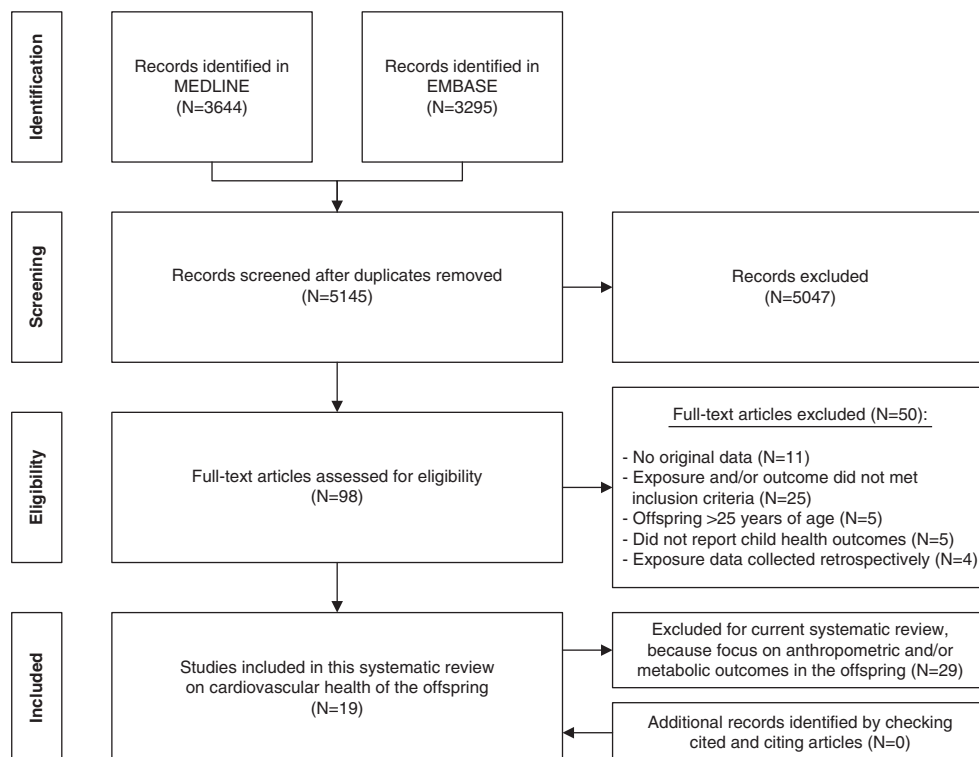 Identification
Records identified in
MEDLINE
(N=3644)
Records identified in
EMBASE
(N=3295)
Screening
Records screened after duplicates removed
(N=5145)
Records excluded
(N=5047)
Eligibility
Full-text articles assessed for eligibility
(N=98)
Full-text articles excluded (N=50):
- No original data (N=11)
- Exposure and/or outcome did not met
inclusion criteria (N=25)
- Offspring >25 years of age (N=5)
- Did not report child health outcomes (N=5)
- Exposure data collected retrospectively (N=4)
Included
Studies included in this systematic review
on cardiovascular health of the offspring
(N=19)
Excluded for current systematic review,
because focus on anthropometric and/or
metabolic outcomes in the offspring (N=29)
Additional records identified by checking
cited and citing articles (N=0)